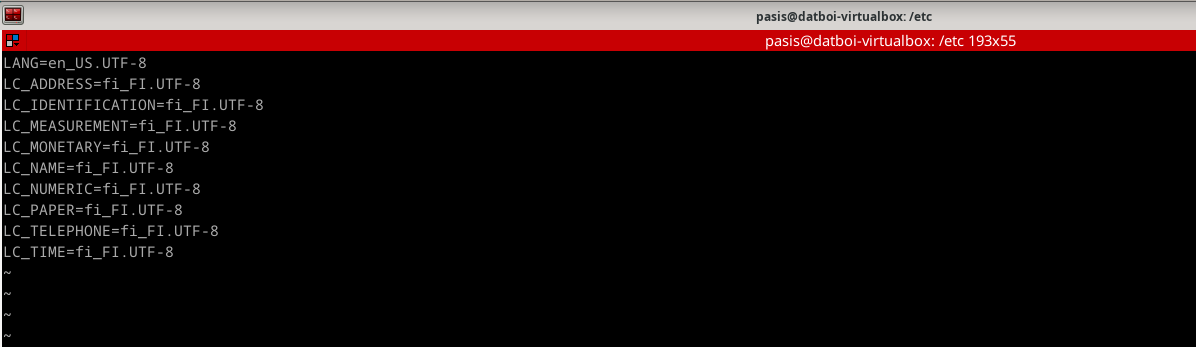 pasis@datboi-virtualbox: /etc
pasis@datboi-virtualbox: /etc 193x55
LANG=en_US.UTF-8
LC_ADDRESS=fi_FI.UTF-8
LC_IDENTIFICATION=fi_FI.UTF-8
LC_MEASUREMENT=fi_FI.UTF-8
LC_MONETARY=fi_FI.UTF-8
LC_NAME=fi_FI.UTF-8
LC_NUMERIC=fi_FI.UTF-8
LC_PAPER=fi_FI.UTF-8
LC_TELEPHONE=fi_FI.UTF-8
LC_TIME=fi_FI.UTF-8
~
~
~
~